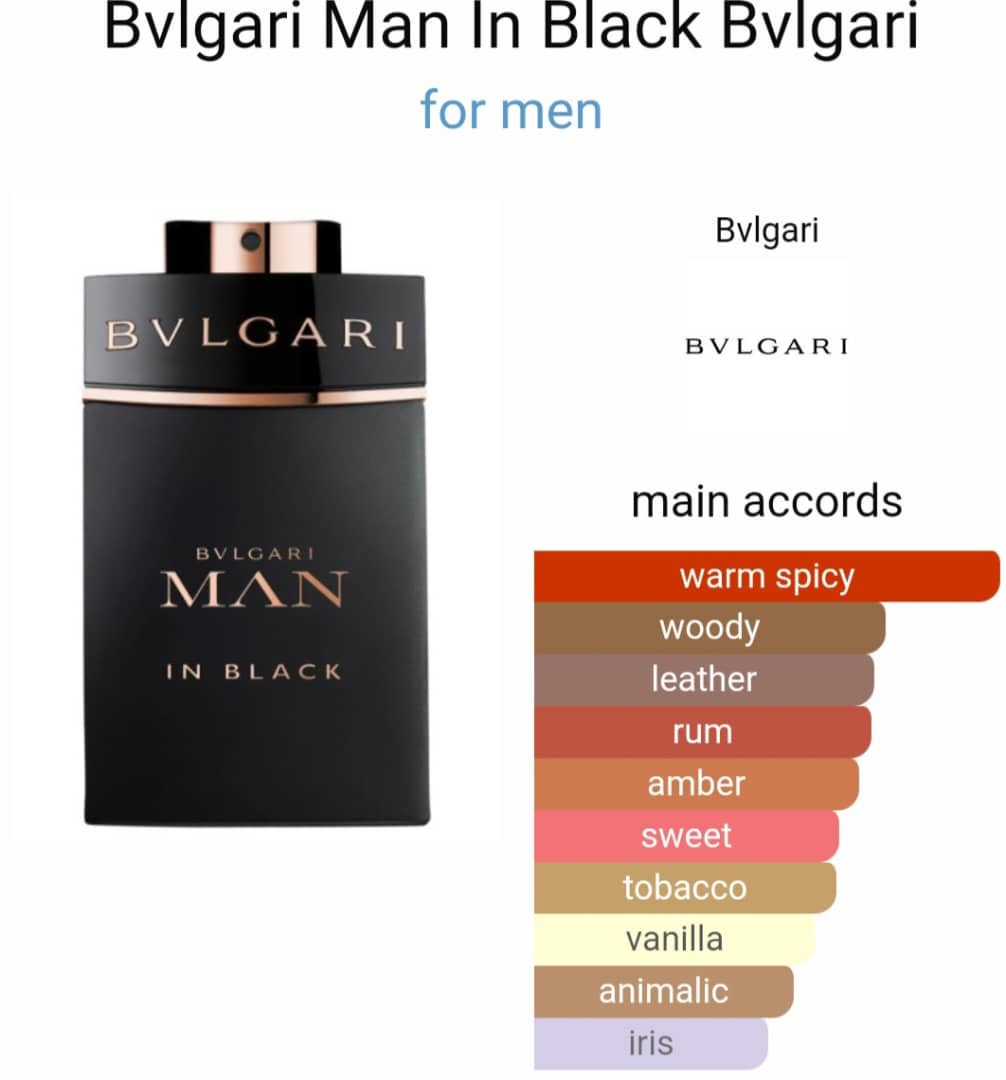 Bvlgari Man In Black Bvlgari
for men
BVLGARI
BVLGARI
MAN
IN BLACK
Bvlgari
BVLGARI
main accords
warm spicy
woody
leather
rum
amber
sweet
tobacco
vanilla
animalic
iris